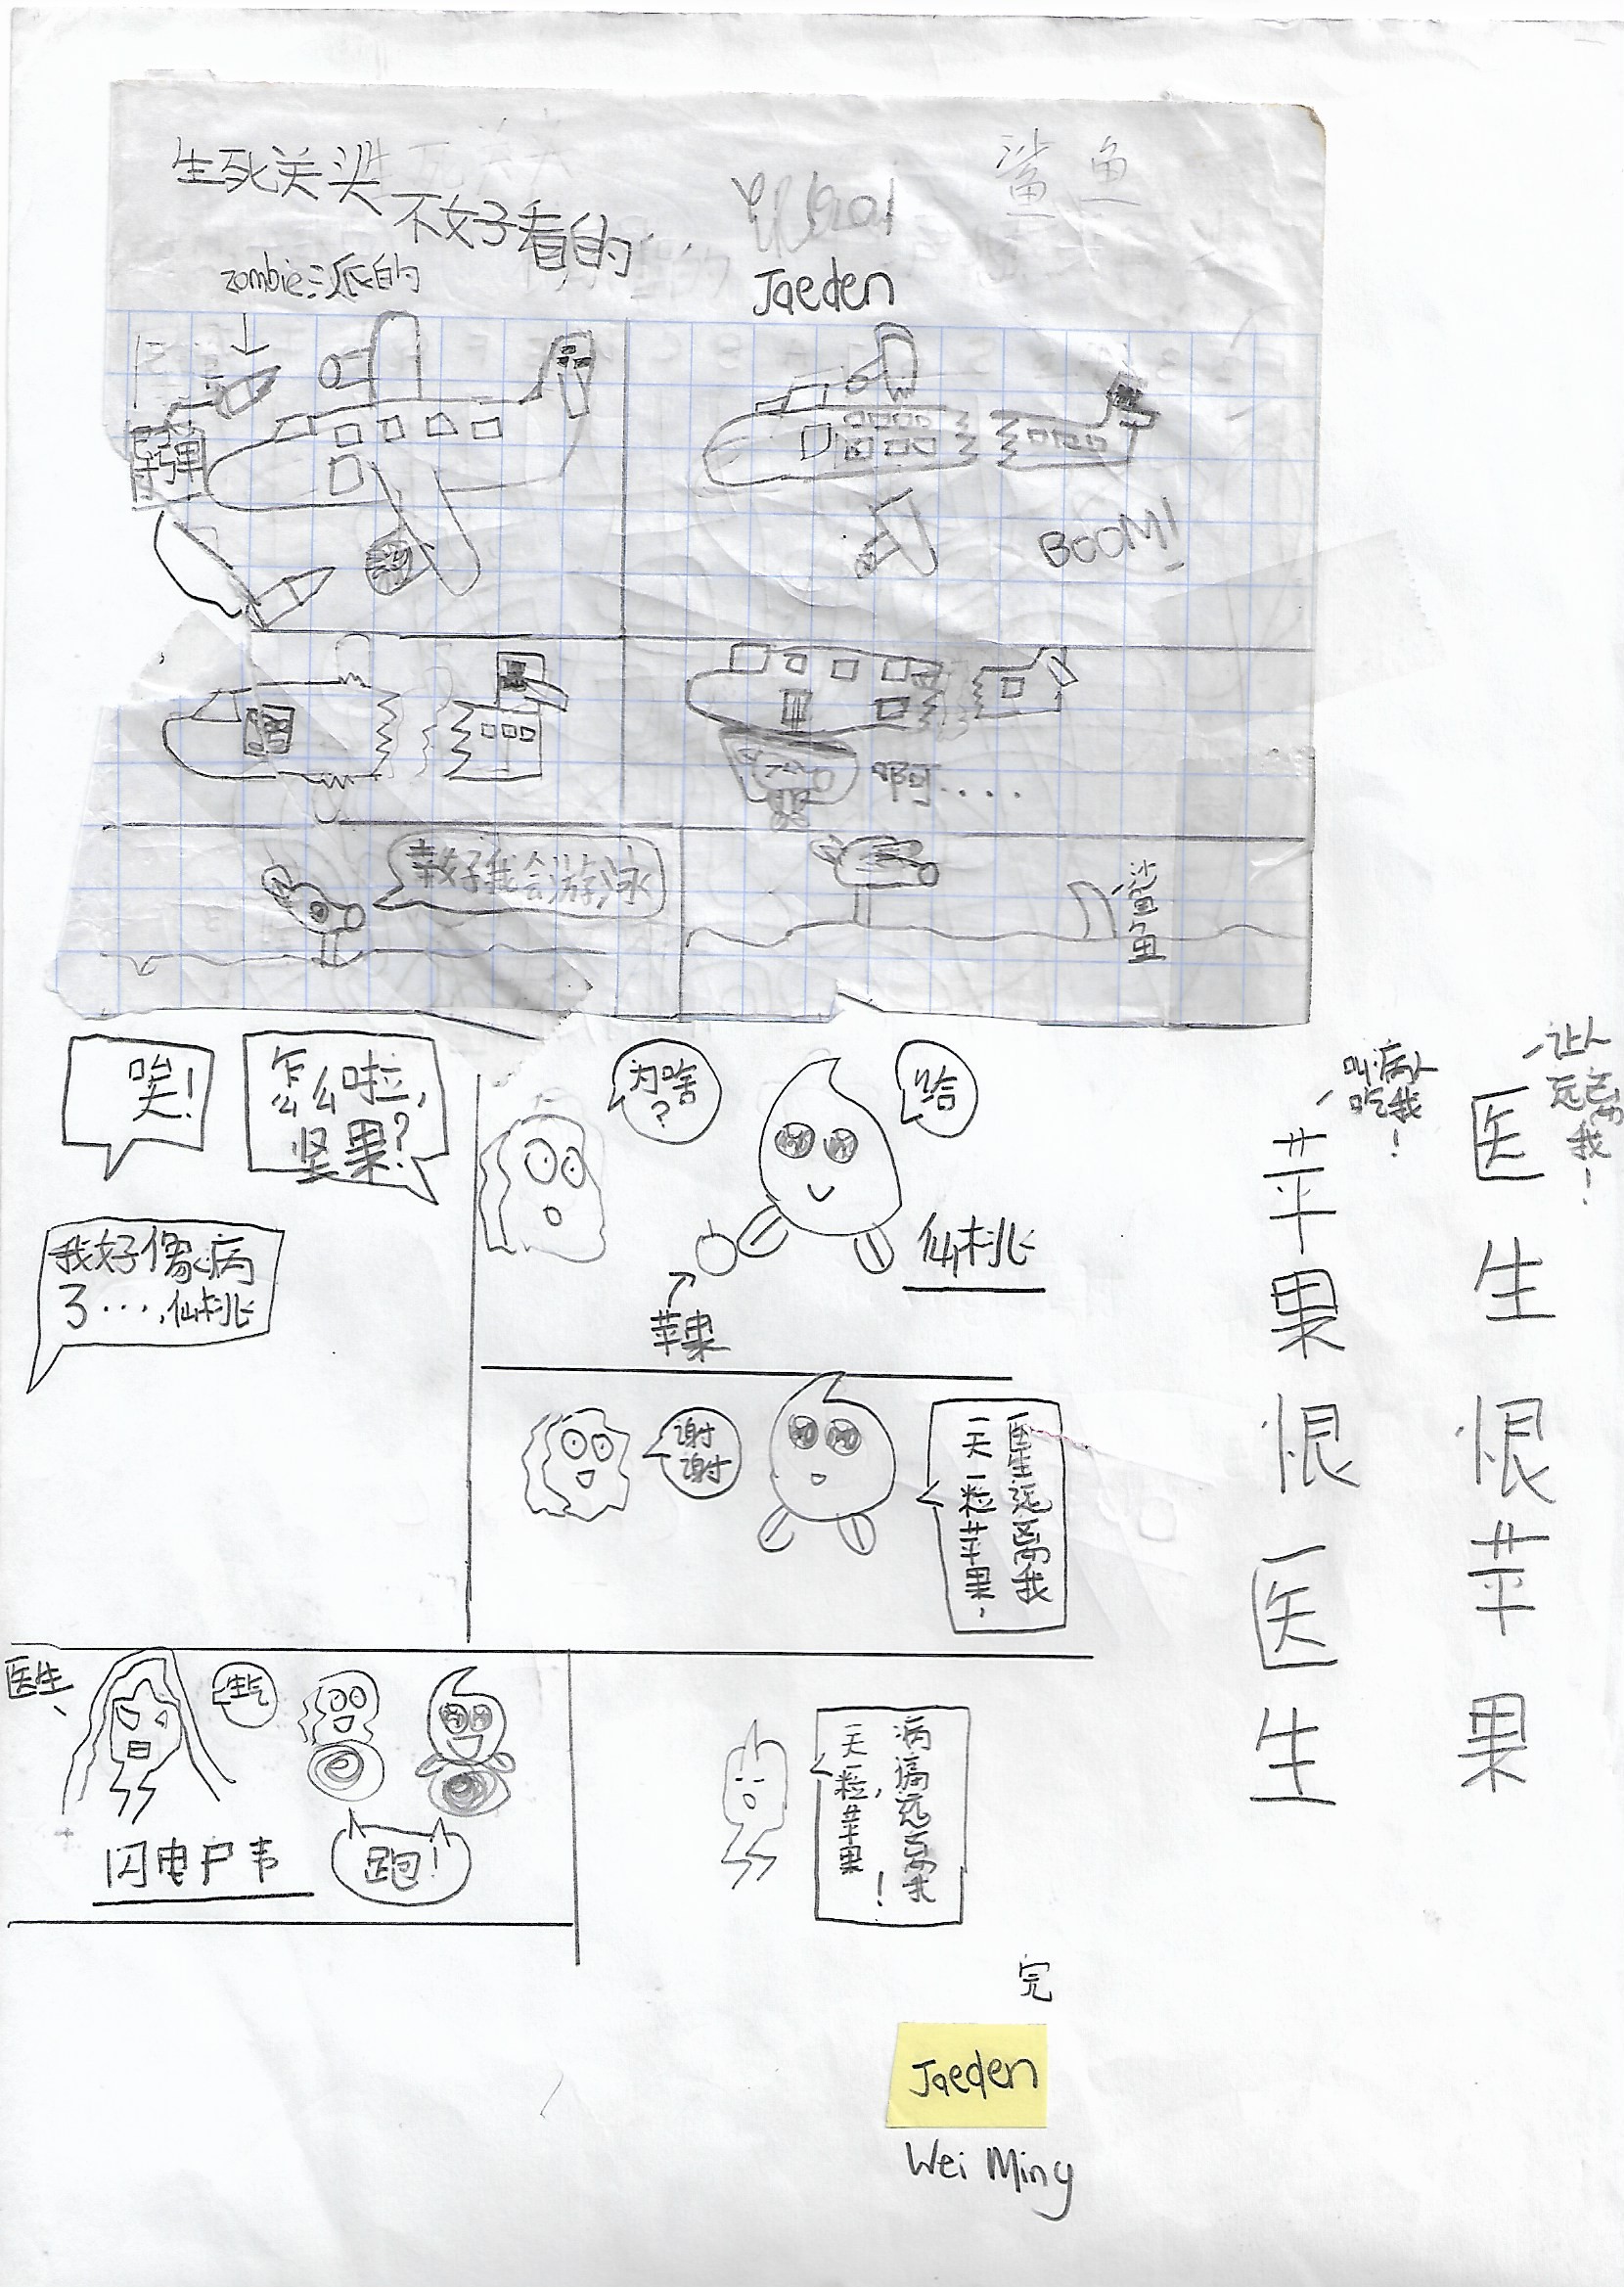 生死关头
不好看的
鲨鱼
zombie派的
Jaeden
BOOM!
啊....
幸好我会游泳
鲨鱼
唉!
怎么啦,
坚果?
我好像病
了...,仙桃
为啥
?
给
仙桃
苹果
谢
谢
一天一粒苹果,
医生远离我
医生
生气
闪电户韦
跑!
一天一粒苹果,
病痛远离我!
完
Jaeden
Wei Ming
医生恨苹果
让人
远离
我!
苹果恨医生
叫病人
吃我
!